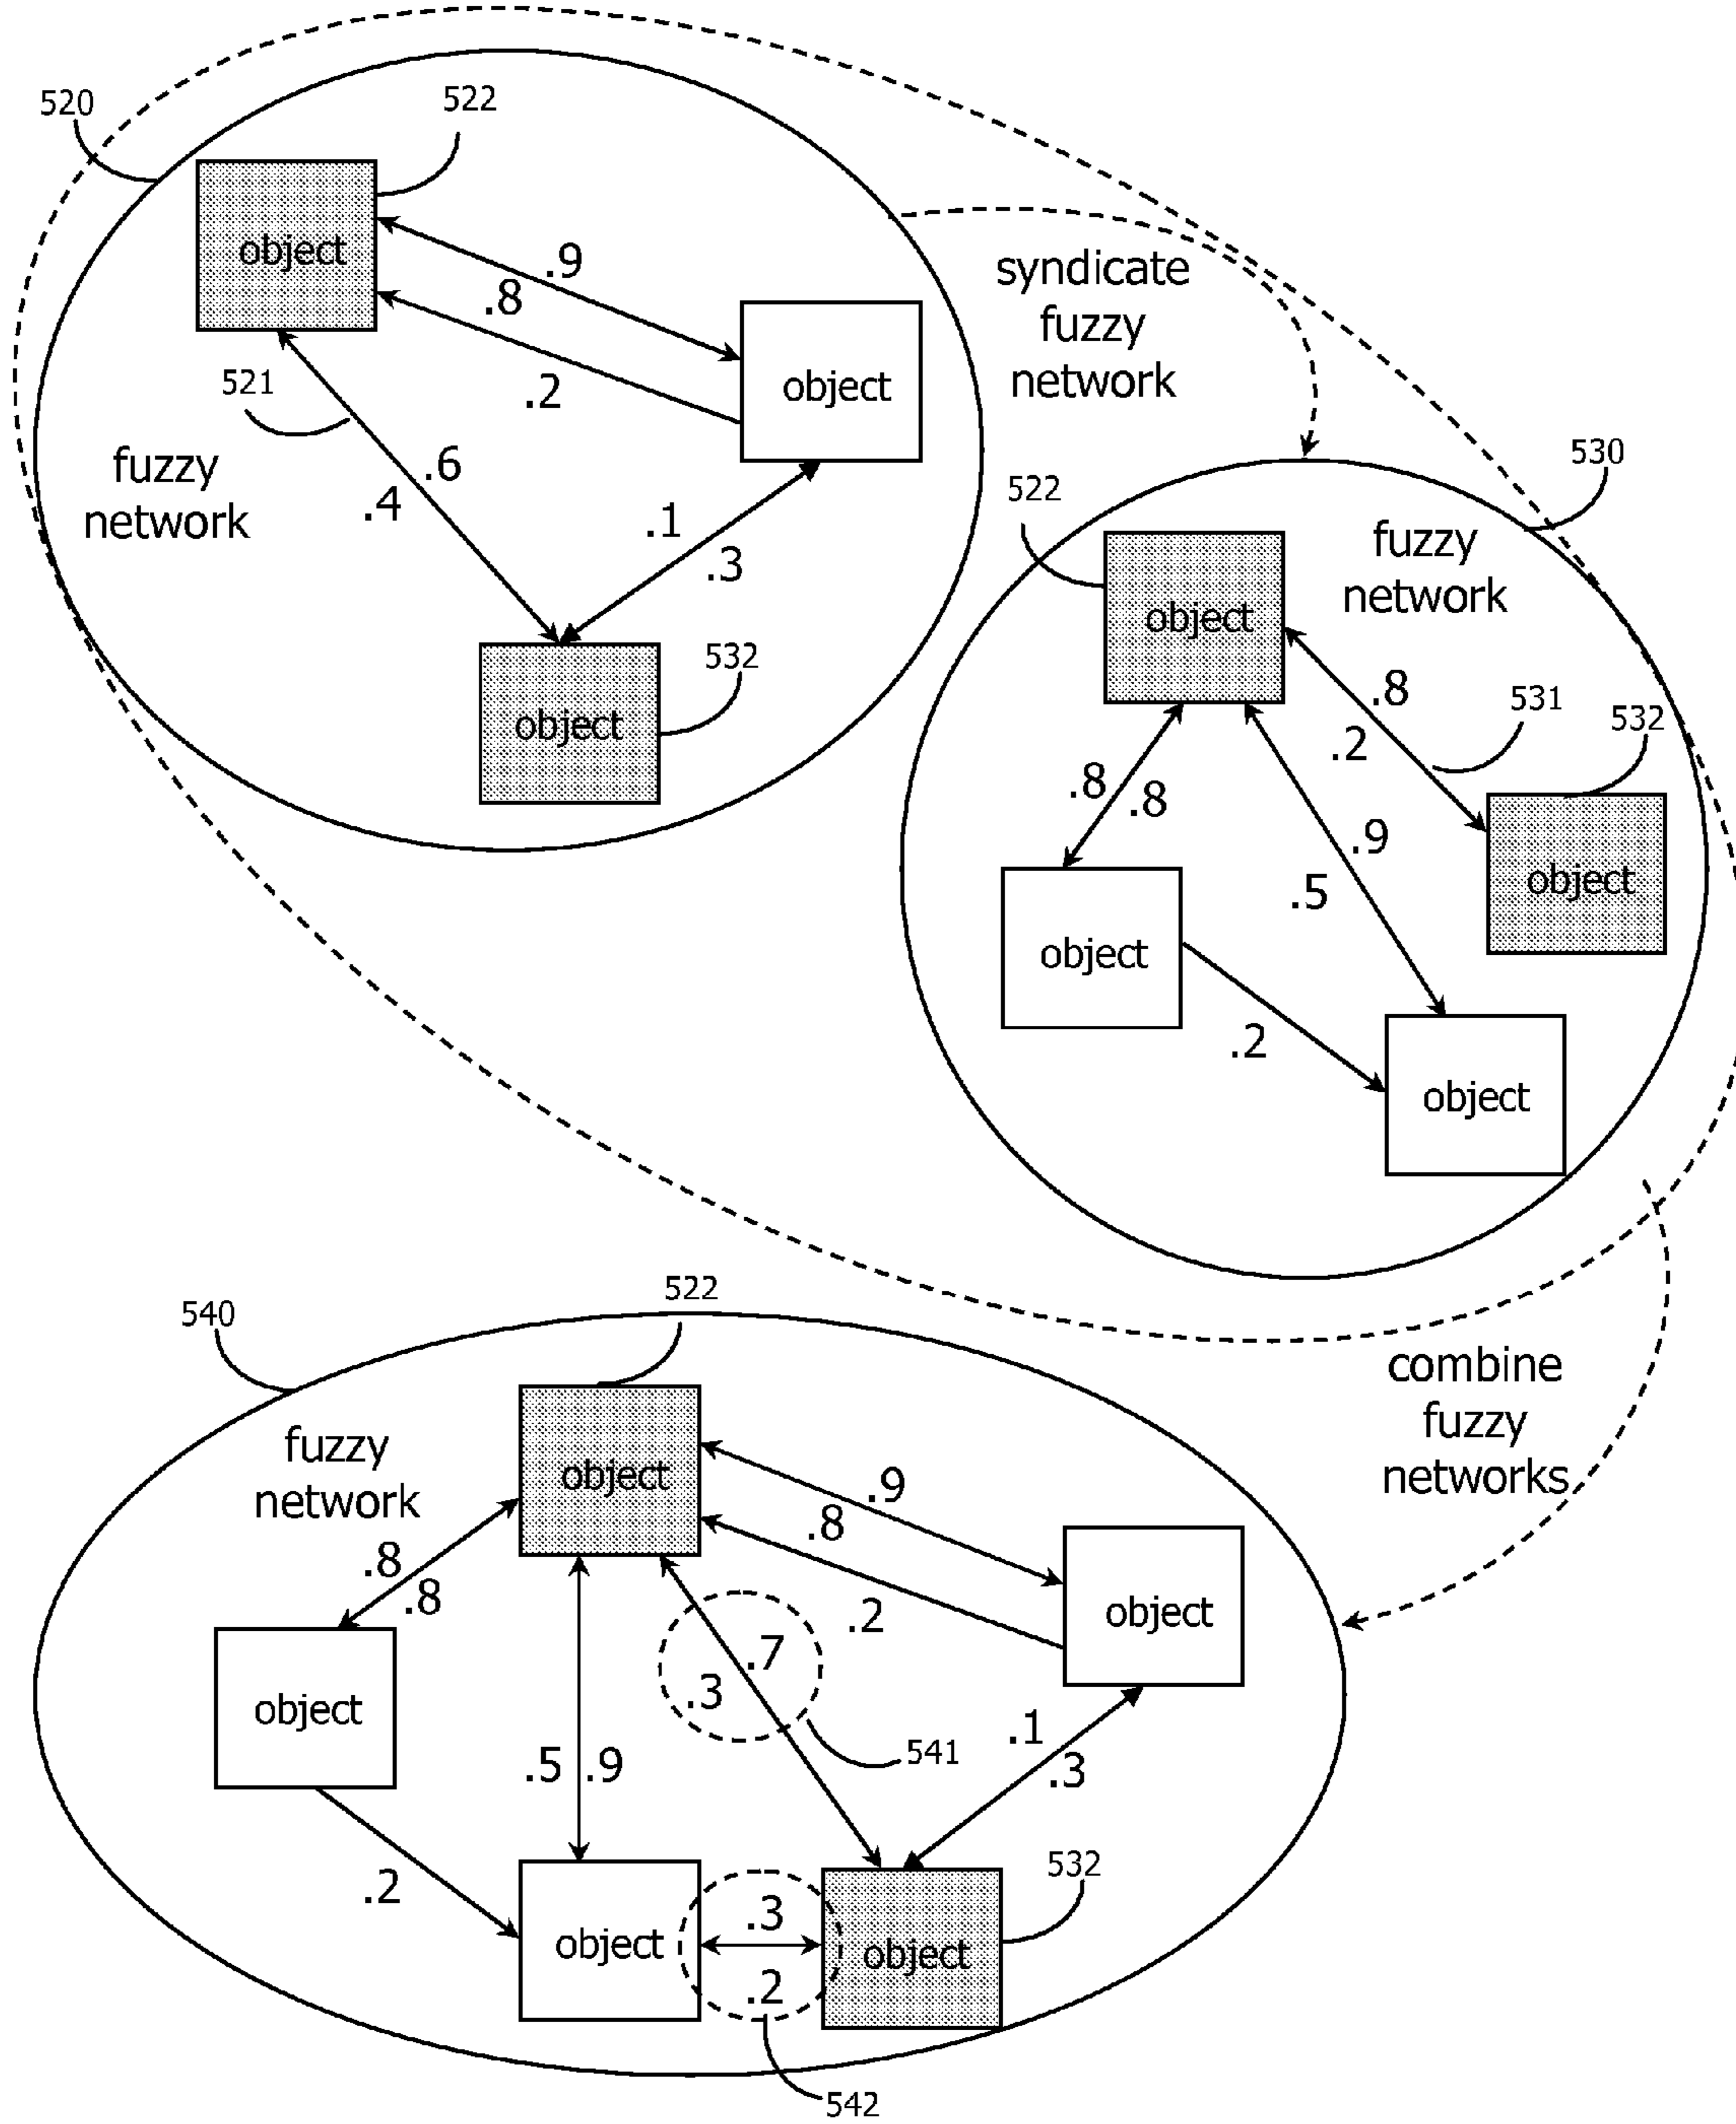 520
522
object
.9
.8
.2
object
521
fuzzy
network
.6
.4
.1
.3
object
532
syndicate
fuzzy
network
530
522
fuzzy
network
object
.8
.2
531
532
.8
.8
.9
.5
object
object
.2
object
540
522
combine
fuzzy
networks
fuzzy
network
object
.9
.8
.2
object
.8
.8
.7
.3
object
541
.1
.3
.5
.9
.2
object
.3
.2
object
532
542